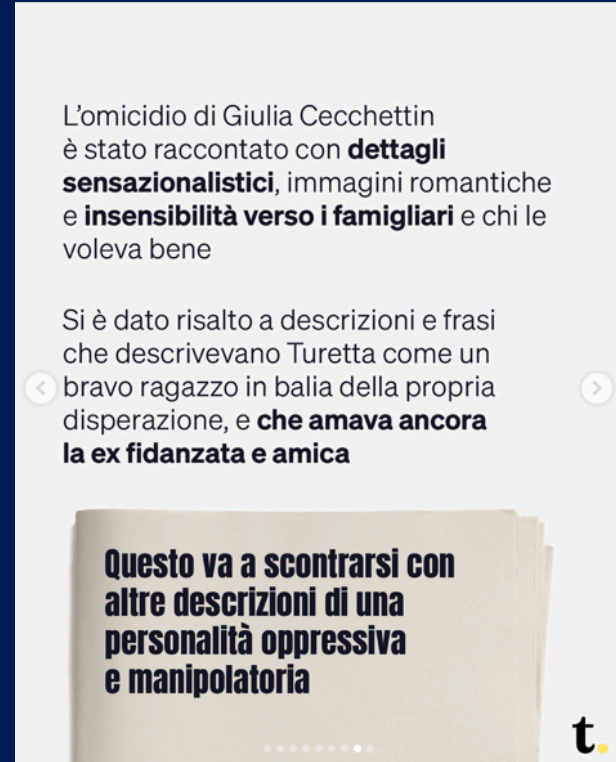 L'omicidio di Giulia Cecchettin
è stato raccontato con dettagli
sensazionalistici, immagini romantiche
e insensibilità verso i famigliari e chi le
voleva bene
Si è dato risalto a descrizioni e frasi
che descrivevano Turetta come un
bravo ragazzo in balia della propria
disperazione, e che amava ancora
la ex fidanzata e amica
Questo va a scontrarsi con
altre descrizioni di una
personalità oppressiva
e manipolatoria
t.